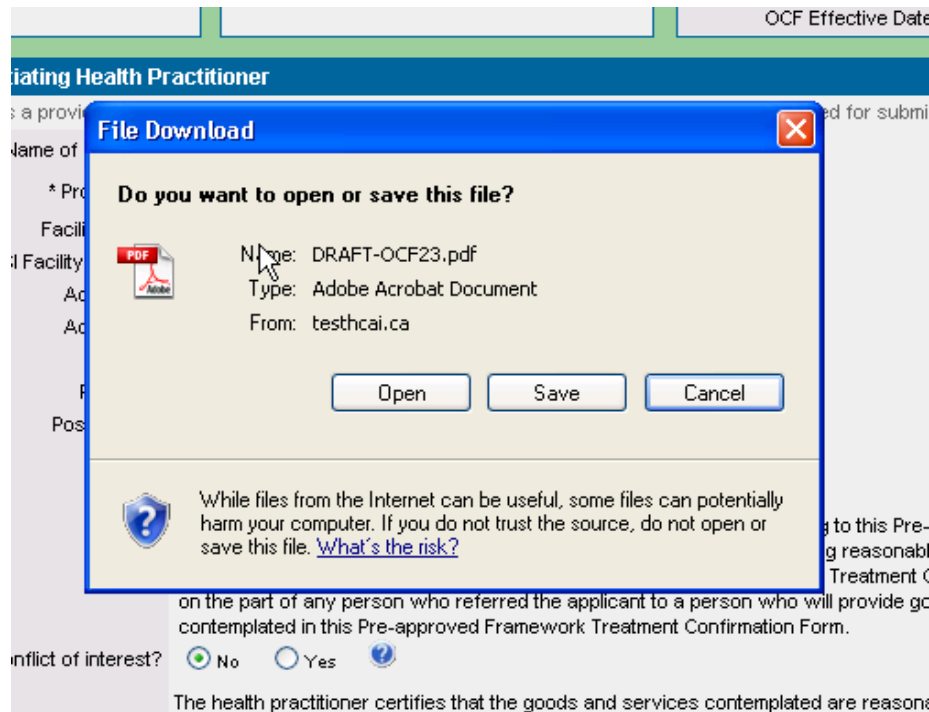 OCF Effective Date
tiating Health Practitioner
s a provi
ed for submi
File Download
Name of
Do you want to open or save this file?
* Pro
Facili
PDF
Adobe
Name: DRAFT-OCF23.pdf
I Facility
Type: Adobe Acrobat Document
Ad
From: testhcai.ca
Ad
Open Save Cancel
Pos
While files from the Internet can be useful, some files can potentially
harm your computer. If you do not trust the source, do not open or
save this file. What's the risk?
g to this Pre-
g reasonabl
Treatment
on the part of any person who referred the applicant to a person who will provide go
contemplated in this Pre-approved Framework Treatment Confirmation Form.
onflict of interest? No Yes
The health practitioner certifies that the goods and services contemplated are reasona